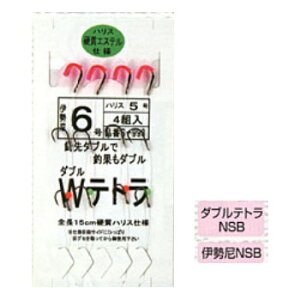 ハリス
硬質エステル
仕様
伊勢尼
6号
ハリス 5号
4組入
ダブルで
釣果もダブル
ダブル
Wテトラ
全長15cm硬質ハリス仕様
ダブルテトラ
NSB
伊勢尼NSB